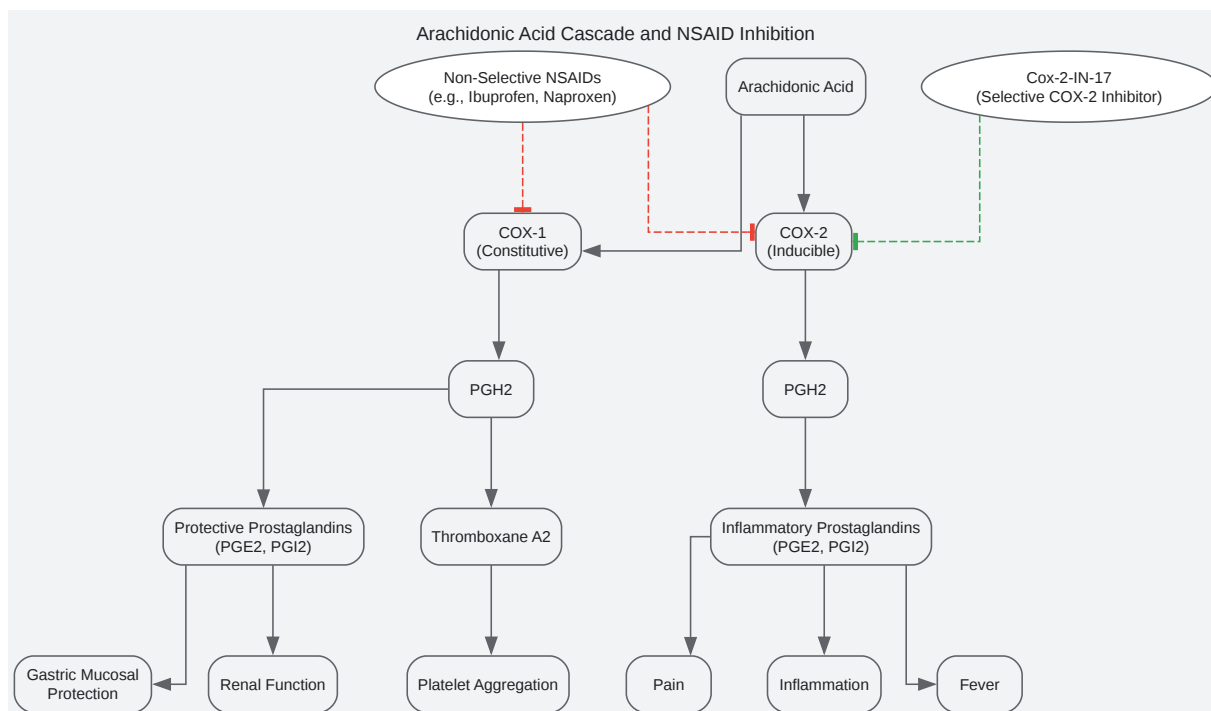 Arachidonic Acid Cascade and NSAID Inhibition
Non-Selective NSAIDs
(e.g., Ibuprofen, Naproxen)
Arachidonic Acid
Cox-2-IN-17
(Selective COX-2 Inhibitor)
COX-1
(Constitutive)
COX-2
(Inducible)
PGH2
PGH2
Protective Prostaglandins
(PGE2, PGI2)
Thromboxane A2
Inflammatory Prostaglandins
(PGE2, PGI2)
Gastric Mucosal
Protection
Renal Function
Platelet Aggregation
Pain
Inflammation
Fever